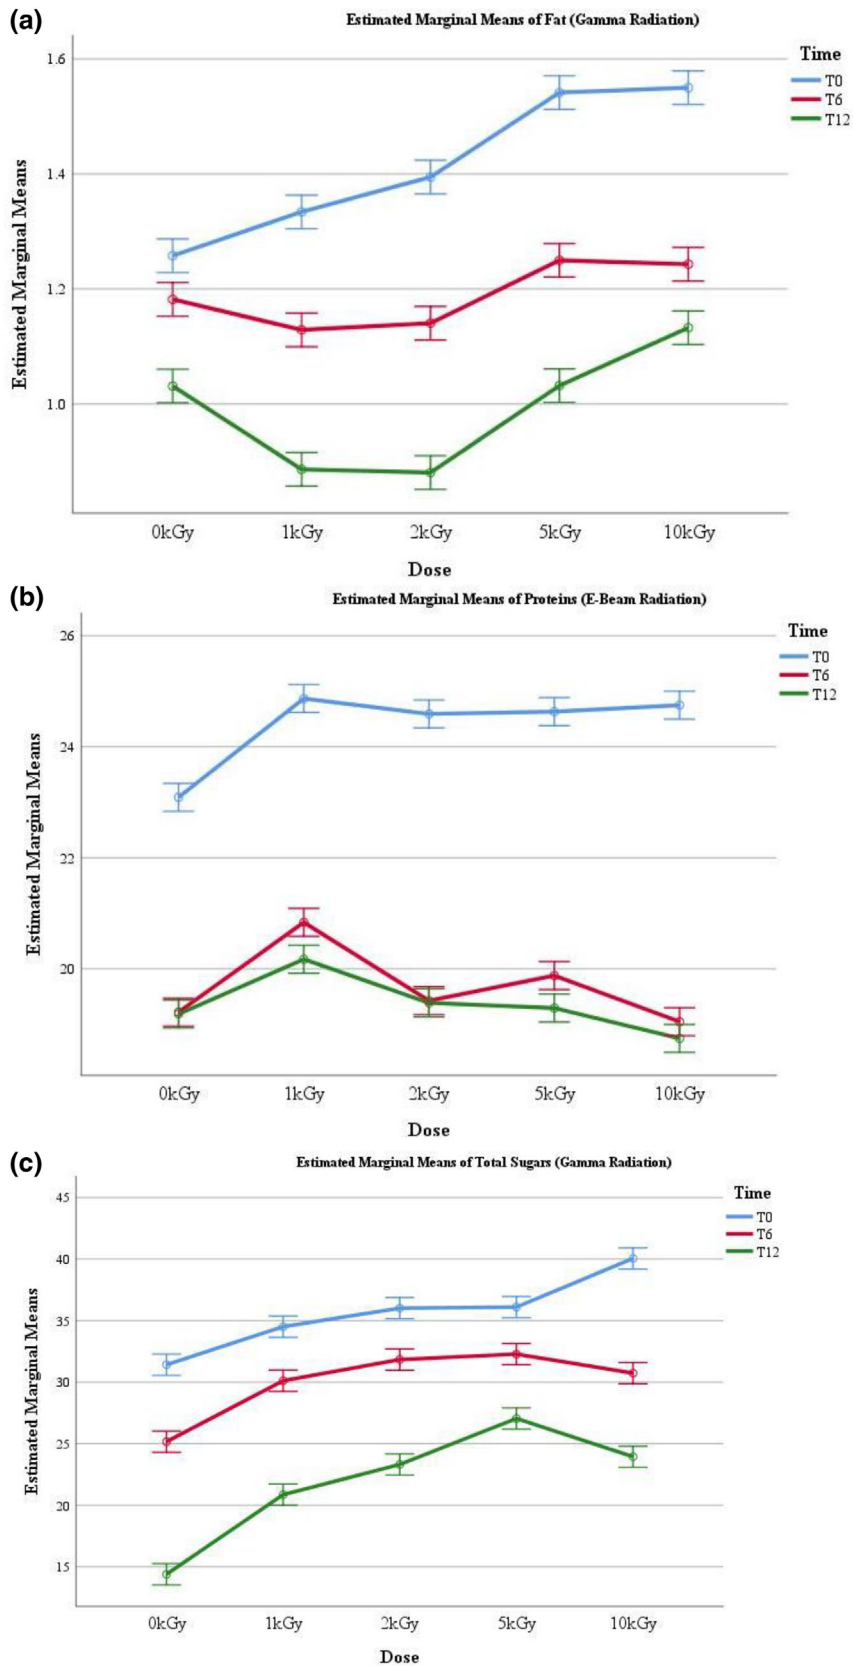 (a)
Estimated Marginal Means of Fat (Gamma Radiation)
Time
T0
T6
T12
Estimated Marginal Means
1.6
1.4
1.2
1.0
0kGy 1kGy 2kGy 5kGy 10kGy
Dose
(b)
Estimated Marginal Means of Proteins (E-Beam Radiation)
Time
T0
T6
T12
Estimated Marginal Means
26
24
22
20
0kGy 1kGy 2kGy 5kGy 10kGy
Dose
(c)
Estimated Marginal Means of Total Sugars (Gamma Radiation)
Time
T0
T6
T12
Estimated Marginal Means
45
40
35
30
25
20
15
0kGy 1kGy 2kGy 5kGy 10kGy
Dose